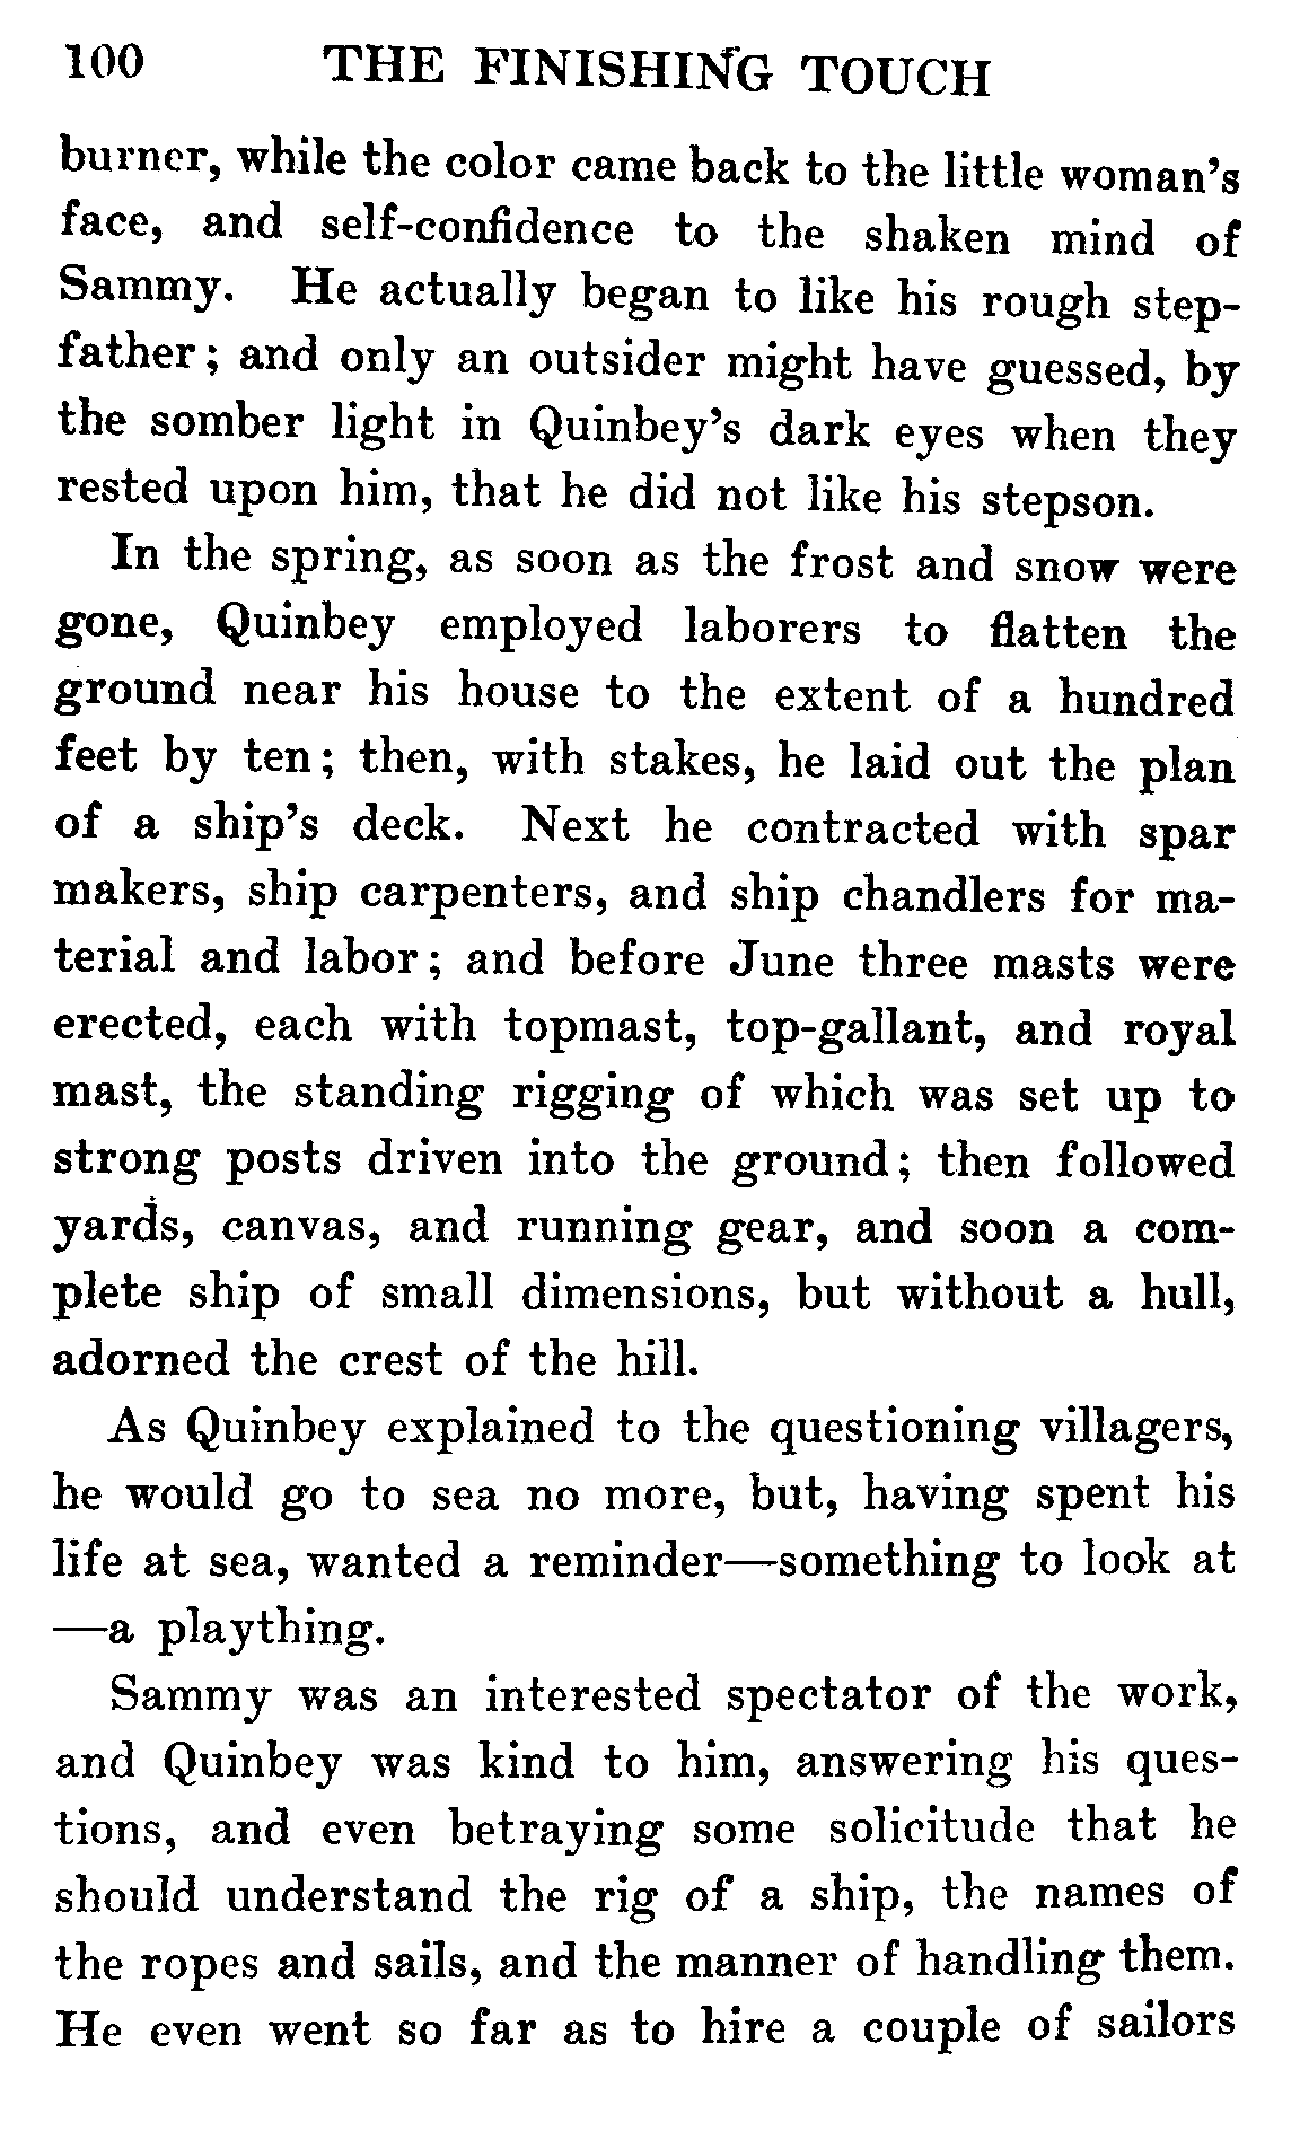 100 THE FINISHING TOUCH
burner, while the color came back to the little woman's
face, and self-confidence to the shaken mind of
Sammy. He actually began to like his rough step-
father; and only an outsider might have guessed, by
the somber light in Quinbey's dark eyes when they
rested upon him, that he did not like his stepson.
In the spring, as soon as the frost and snow were
gone, Quinbey employed laborers to flatten the
ground near his house to the extent of a hundred
feet by ten; then, with stakes, he laid out the plan
of a ship's deck. Next he contracted with spar
makers, ship carpenters, and ship chandlers for ma-
terial and labor; and before June three masts were
erected, each with topmast, top-gallant, and royal
mast, the standing rigging of which was set up to
strong posts driven into the ground; then followed
yards, canvas, and running gear, and soon a com-
plete ship of small dimensions, but without a hull,
adorned the crest of the hill.
As Quinbey explained to the questioning villagers,
he would go to sea no more, but, having spent his
life at sea, wanted a reminder—something to look at
—a plaything.
Sammy was an interested spectator of the work,
and Quinbey was kind to him, answering his ques-
tions, and even betraying some solicitude that he
should understand the rig of a ship, the names of
the ropes and sails, and the manner of handling them.
He even went so far as to hire a couple of sailors